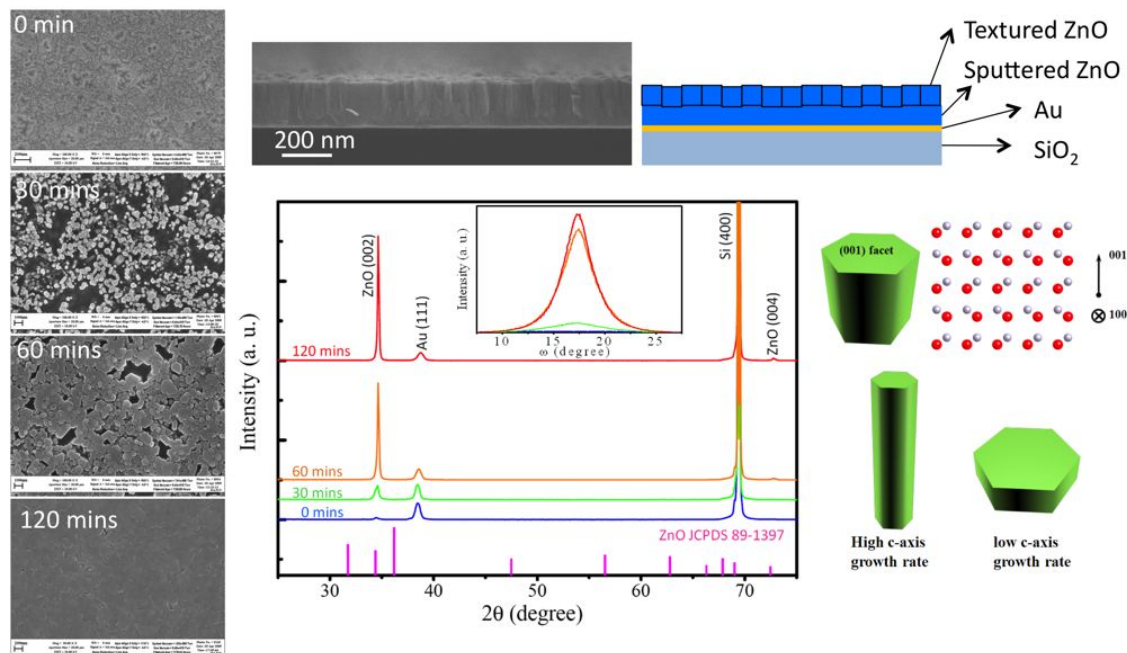 0 min
30 mins
60 mins
120 mins
200 nm
Textured ZnO
Sputtered ZnO
Au
SiO2
Intensity (a. u.)
ZnO (002)
Au (111)
Si (400)
ZnO (004)
120 mins
60 mins
30 mins
0 mins
ZnO JCPDS 89-1397
30 40 50 60 70
2θ (degree)
Intensity (a. u.)
10 15 20 25
ω (degree)
(001) facet
001
100
High c-axis
growth rate
low c-axis
growth rate